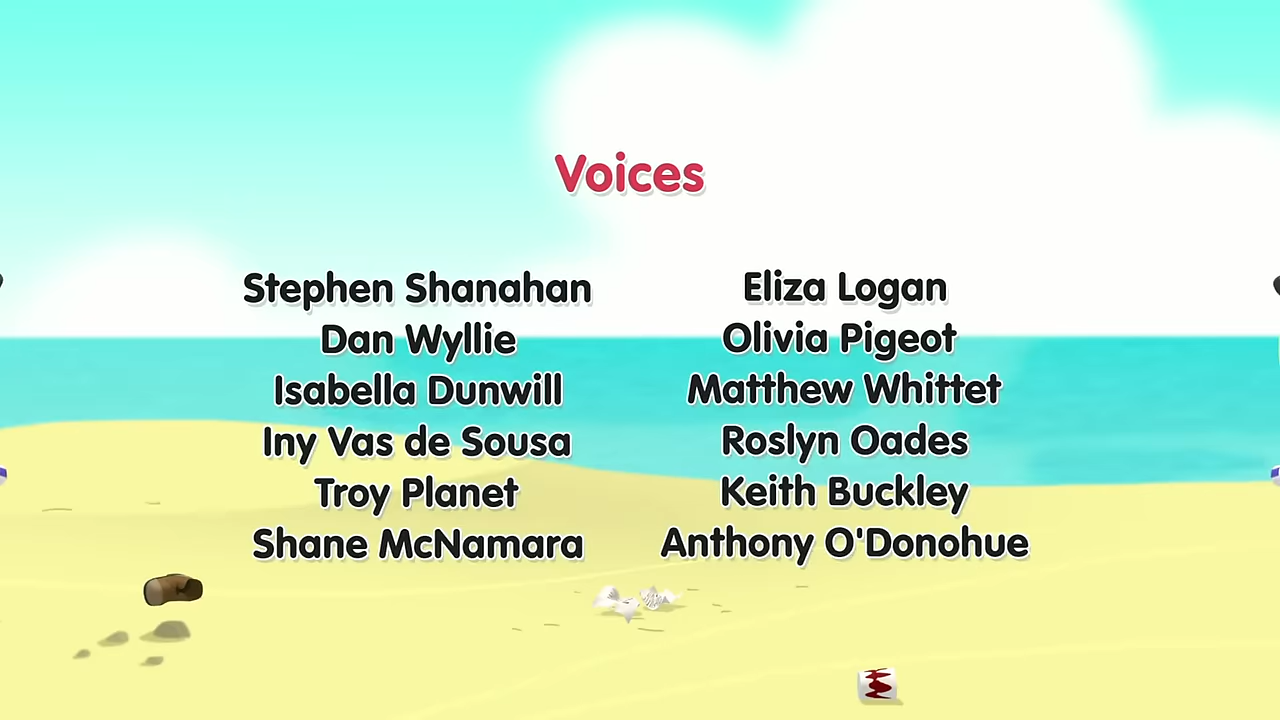 Voices
Stephen Shanahan
Dan Wyllie
Isabella Dunwill
Iny Vas de Sousa
Troy Planet
Shane McNamara
Eliza Logan
Olivia Pigeot
Matthew Whittet
Roslyn Oades
Keith Buckley
Anthony O'Donohue